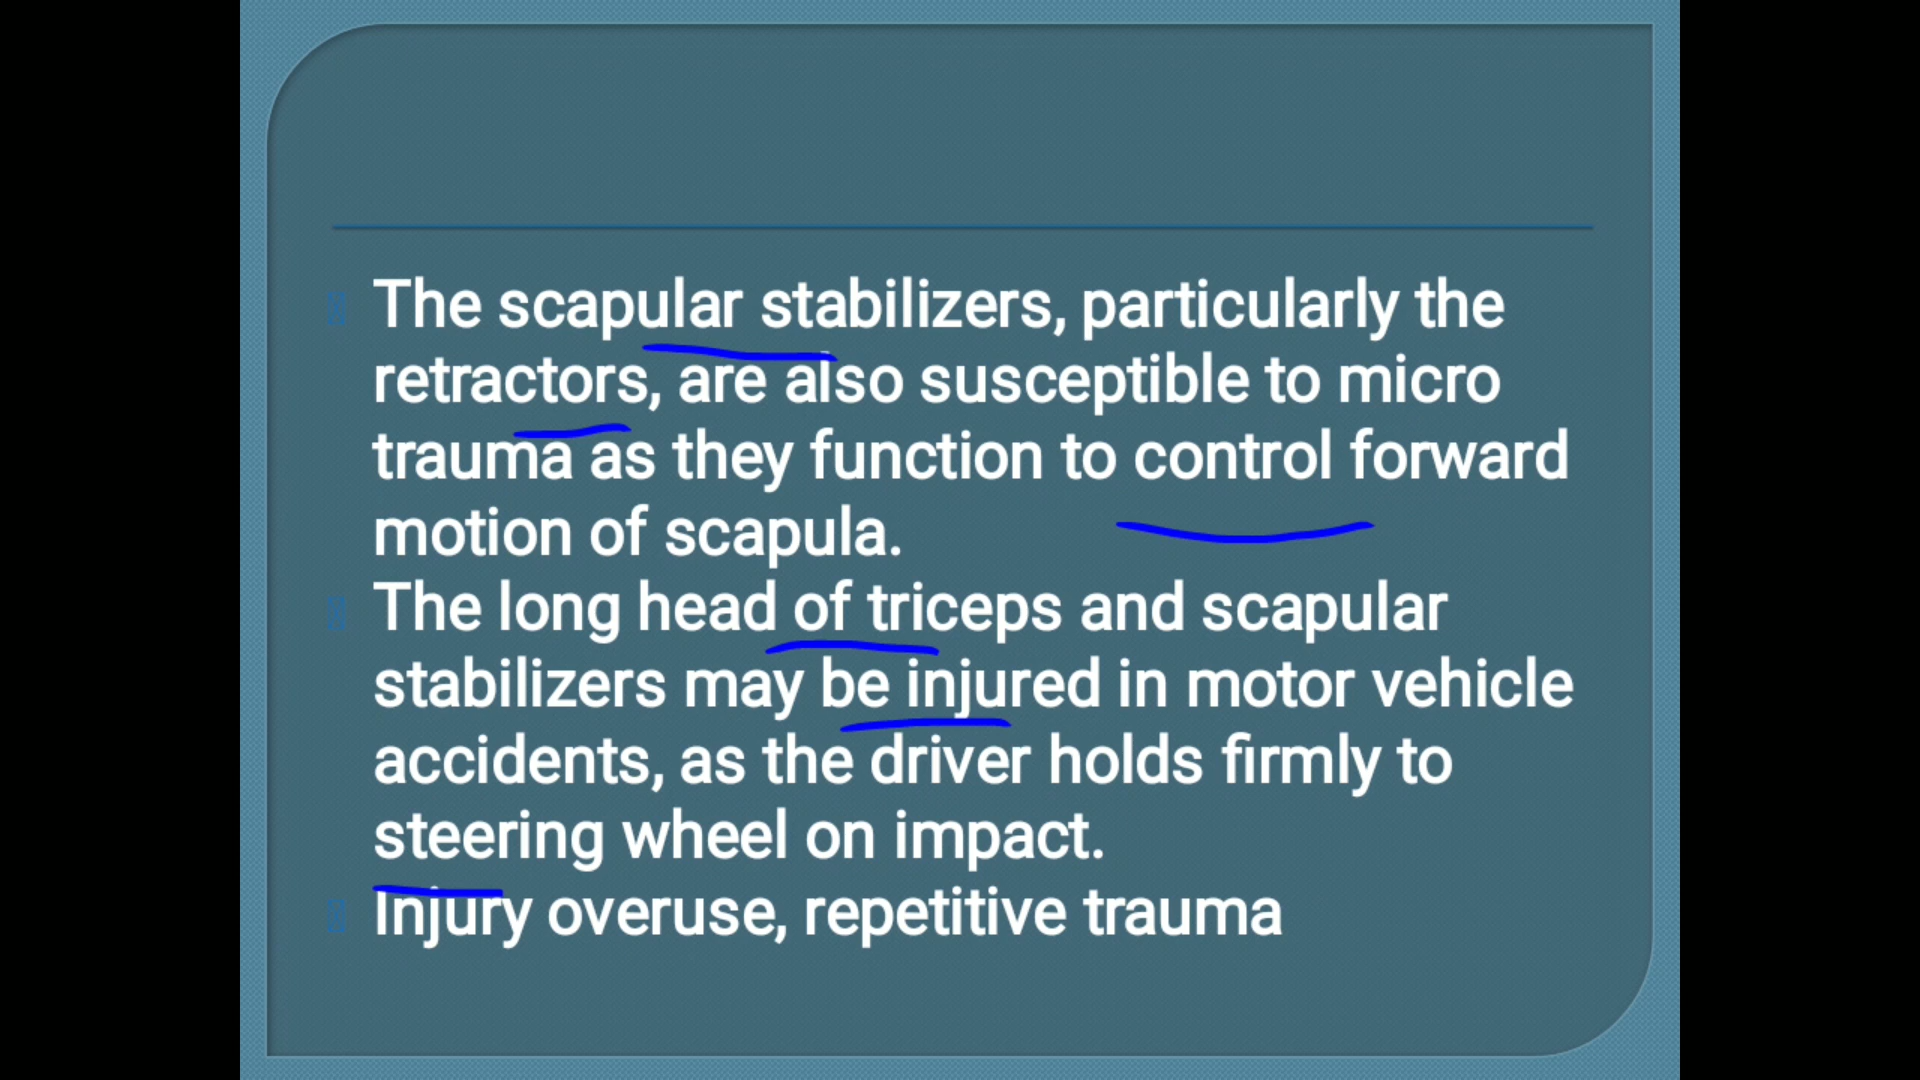 The scapular stabilizers, particularly the
retractors, are also susceptible to micro
trauma as they function to control forward
motion of scapula.
The long head of triceps and scapular
stabilizers may be injured in motor vehicle
accidents, as the driver holds firmly to
steering wheel on impact.
Injury overuse, repetitive trauma